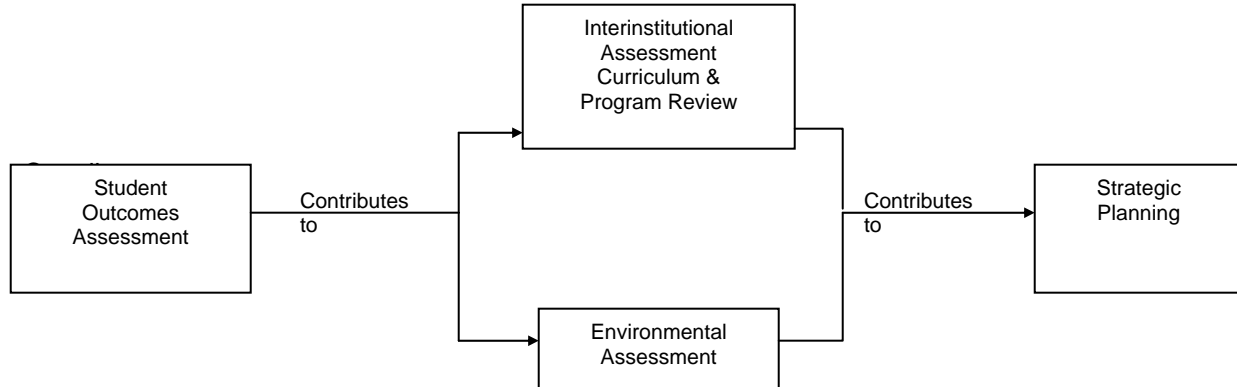 Interinstitutional
Assessment
Curriculum &
Program Review
Student
Outcomes
Assessment
Contributes
to
Contributes
to
Strategic
Planning
Environmental
Assessment